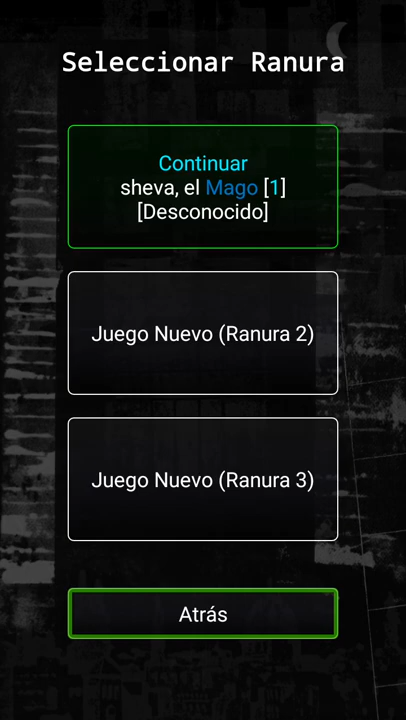 Seleccionar Ranura
Continuar
sheva, el Mago [1]
[Desconocido]
Juego Nuevo (Ranura 2)
Juego Nuevo (Ranura 3)
Atrás